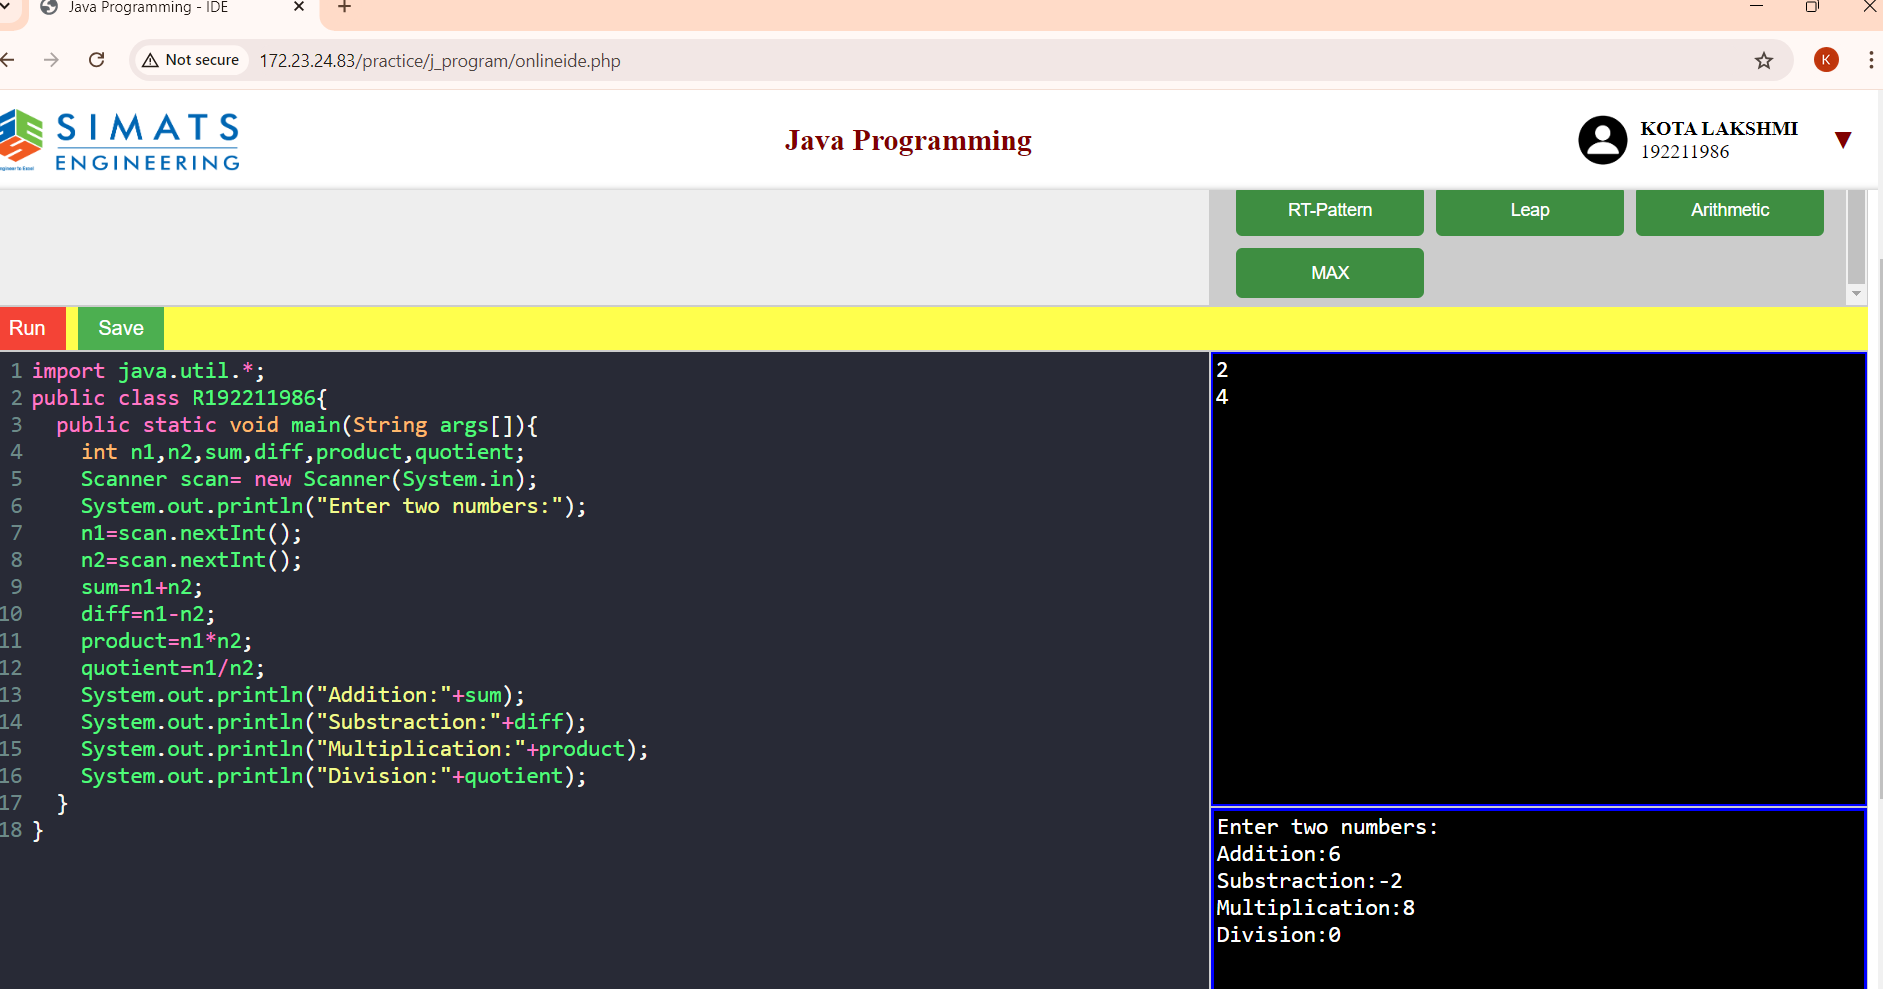 Java Programming - IDE
Not secure
172.23.24.83/practice/j_program/onlineide.php
K
SIMATS
ENGINEERING
Java Programming
KOTA LAKSHMI
192211986
RT-Pattern
Leap
Arithmetic
MAX
Run
Save
1 import java.util.*;
2 public class R192211986{
3   public static void main(String args[]){
4     int n1,n2,sum,diff,product,quotient;
5     Scanner scan= new Scanner(System.in);
6     System.out.println("Enter two numbers:");
7     n1=scan.nextInt();
8     n2=scan.nextInt();
9     sum=n1+n2;
10     diff=n1-n2;
11     product=n1*n2;
12     quotient=n1/n2;
13     System.out.println("Addition:"+sum);
14     System.out.println("Substraction:"+diff);
15     System.out.println("Multiplication:"+product);
16     System.out.println("Division:"+quotient);
17   }
18 }
2
4
Enter two numbers:
Addition:6
Substraction:-2
Multiplication:8
Division:0